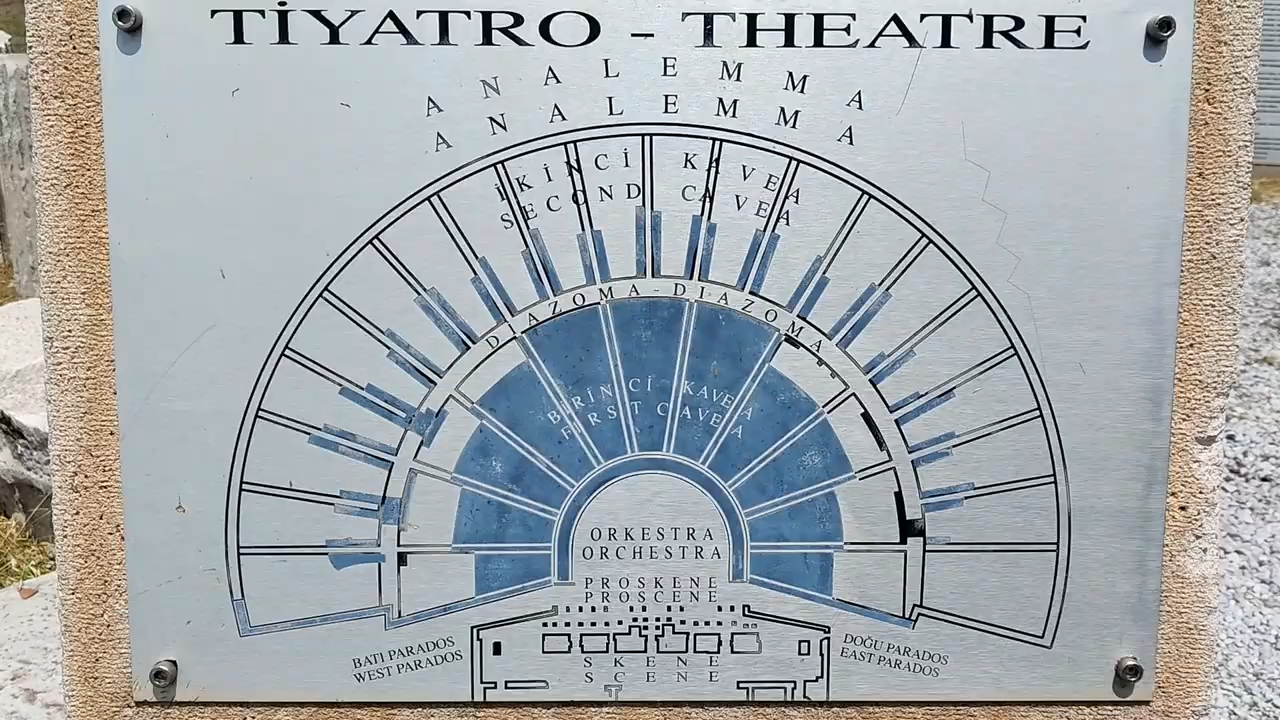 TİYATRO - THEATRE
ANALEMMA
ANALEMMA
İKİNCİ KAVEA
SECOND CAVEA
DIAZOMA-DIAZOMA
BİRİNCİ KAVEA
FIRST CAVEA
ORKESTRA
ORCHESTRA
PROSKENE
PROSCENE
BATI PARADOS
WEST PARADOS
DOĞU PARADOS
EAST PARADOS
SKENE
SCENE